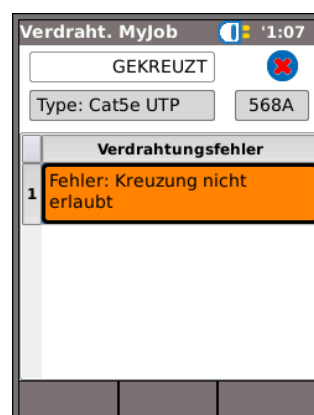 Verdraht. MyJob '1:07
GEKREUZT
Type: Cat5e UTP 568A
Verdrahtungsfehler
1 Fehler: Kreuzung nicht
erlaubt